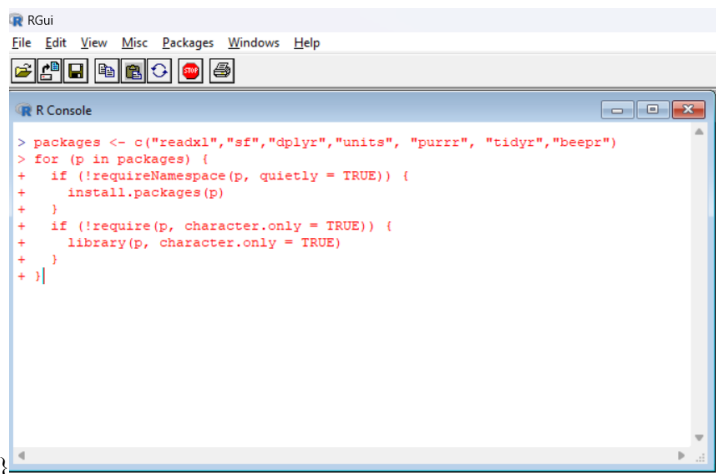 RGui
File Edit View Misc Packages Windows Help
STOP
R Console
> packages <- c("readxl","sf","dplyr","units", "purrr", "tidyr","beepr")
> for (p in packages) {
+   if (!requireNamespace(p, quietly = TRUE)) {
+     install.packages(p)
+   }
+   if (!require(p, character.only = TRUE)) {
+     library(p, character.only = TRUE)
+   }
+ }
}